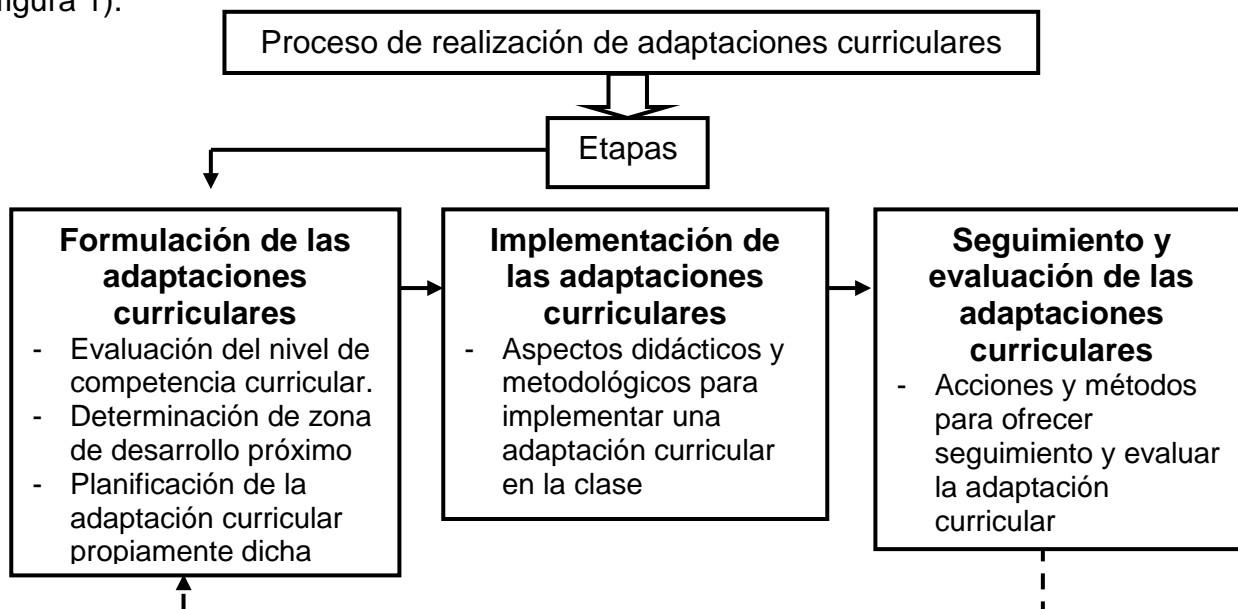 figura 1).
Proceso de realización de adaptaciones curriculares
Etapas
Formulación de las
adaptaciones
curriculares
- Evaluación del nivel de
competencia curricular.
- Determinación de zona
de desarrollo próximo
- Planificación de la
adaptación curricular
propiamente dicha
Implementación de
las adaptaciones
curriculares
- Aspectos didácticos y
metodológicos para
implementar una
adaptación curricular
en la clase
Seguimiento y
evaluación de las
adaptaciones
curriculares
- Acciones y métodos
para ofrecer
seguimiento y evaluar
la adaptación
curricular